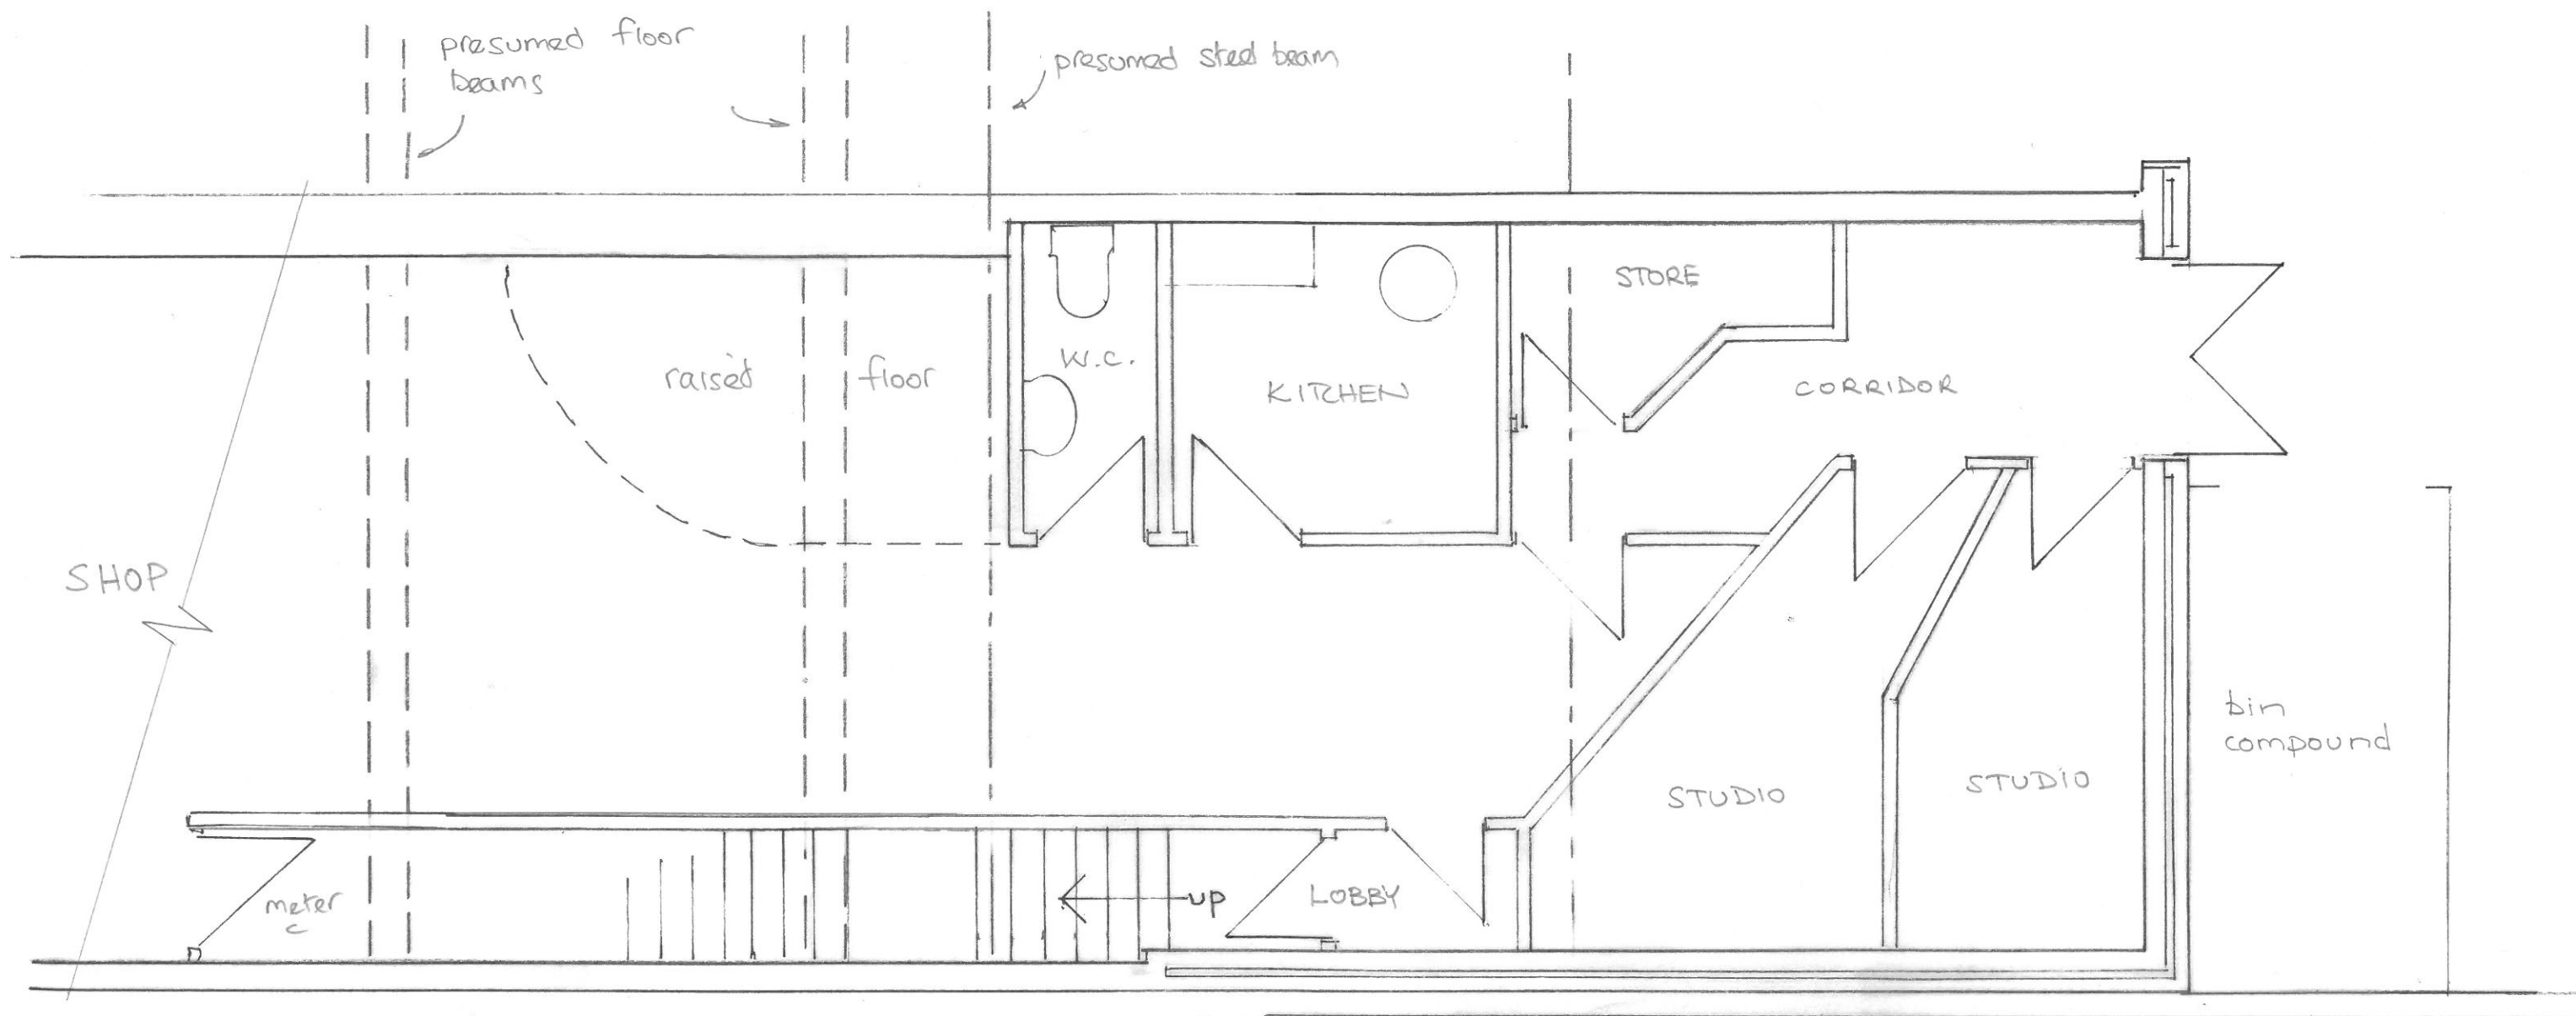 presumed floor
beams
presumed steel beam
STORE
raised floor
W.C.
KITCHEN
CORRIDOR
SHOP
bin
compound
STUDIO
STUDIO
meter
c
up
LOBBY